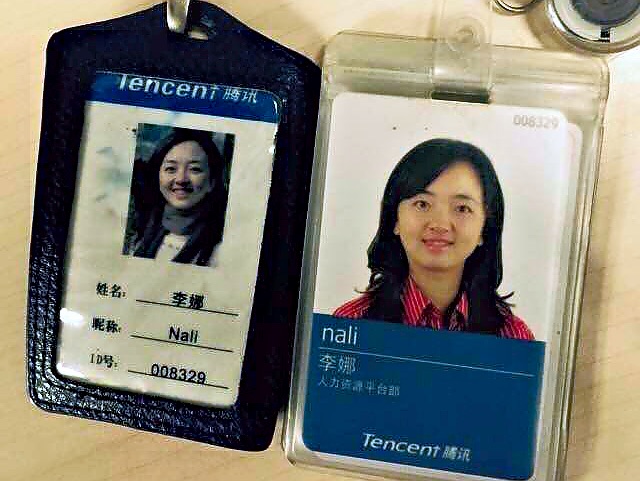 Tencent 腾讯
姓名: 李娜
昵称: Nali
ID号: 008329
008329
nali
李娜
人力资源平台部
Tencent 腾讯